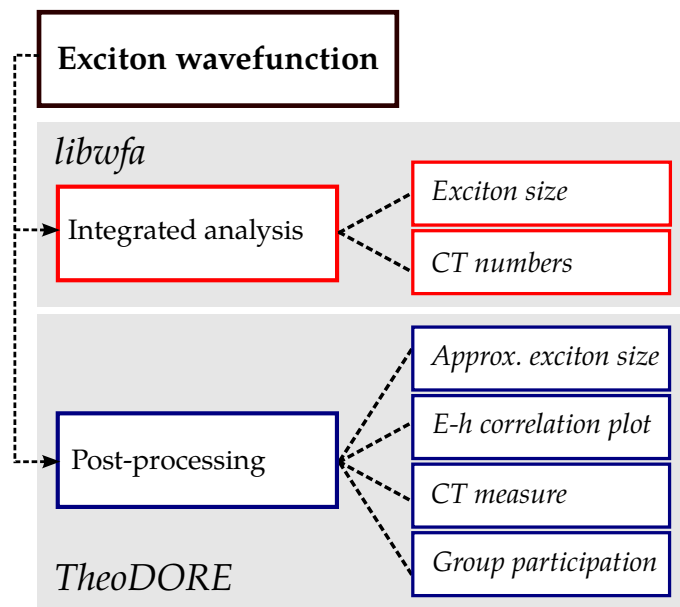 Exciton wavefunction
libwfa
Integrated analysis
Exciton size
CT numbers
Post-processing
Approx. exciton size
E-h correlation plot
CT measure
Group participation
TheoDORE